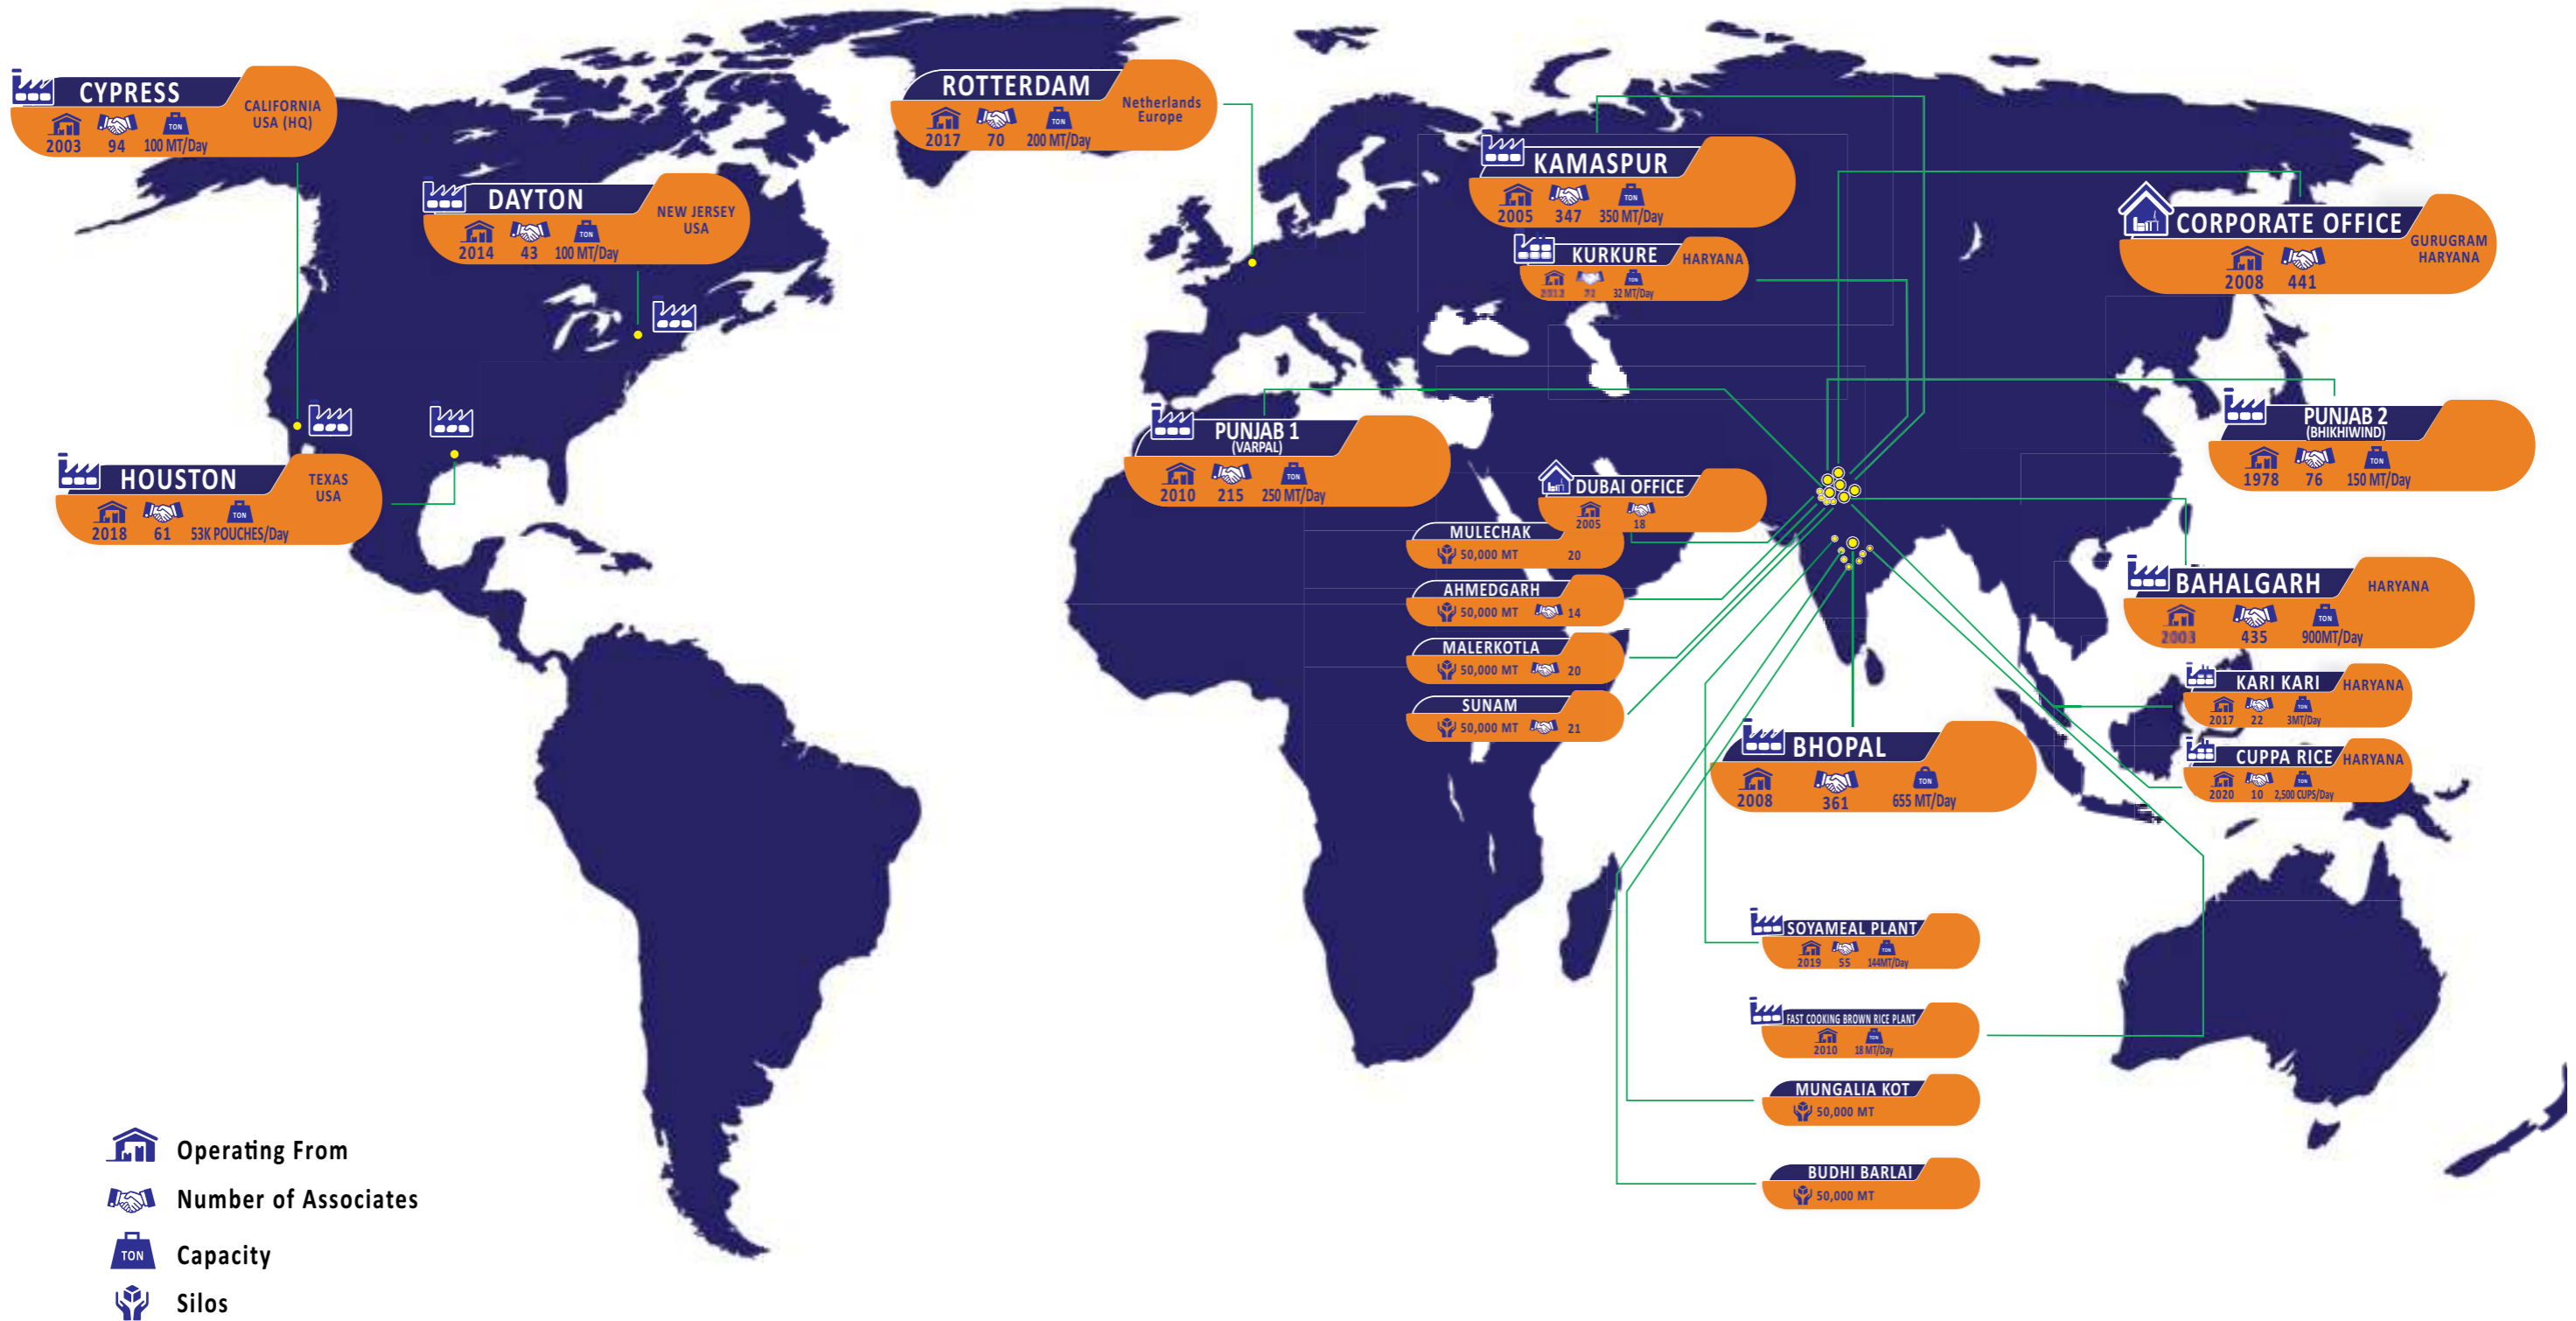 CYPRESS
CALIFORNIA
USA (HQ)
2003 94 100 MT/Day
DAYTON
NEW JERSEY
USA
2014 43 100 MT/Day
HOUSTON
TEXAS
USA
2018 61 53K POUCHES/Day
ROTTERDAM
Netherlands
Europe
2017 70 200 MT/Day
KAMASPUR
2005 347 350 MT/Day
KURKURE HARYANA
32 MT/Day
CORPORATE OFFICE
GURUGRAM
HARYANA
2008 441
PUNJAB 1
(VARPAL)
2010 215 250 MT/Day
PUNJAB 2
(BHIKHIWIND)
1978 76 150 MT/Day
DUBAI OFFICE
2005 18
MULECHAK
50,000 MT 20
AHMEDGARH
50,000 MT 14
MALERKOTLA
50,000 MT 20
SUNAM
50,000 MT 21
BAHALGARH HARYANA
2003 435 900MT/Day
KARI KARI HARYANA
2017 22 3MT/Day
CUPPA RICE HARYANA
2020 10 2,500 CUPS/Day
BHOPAL
2008 361 655 MT/Day
SOYAMEAL PLANT
2019 55 144MT/Day
FAST COOKING BROWN RICE PLANT
2010 18 MT/Day
MUNGALIA KOT
50,000 MT
BUDHI BARLAI
50,000 MT
Operating From
Number of Associates
TON Capacity
Silos